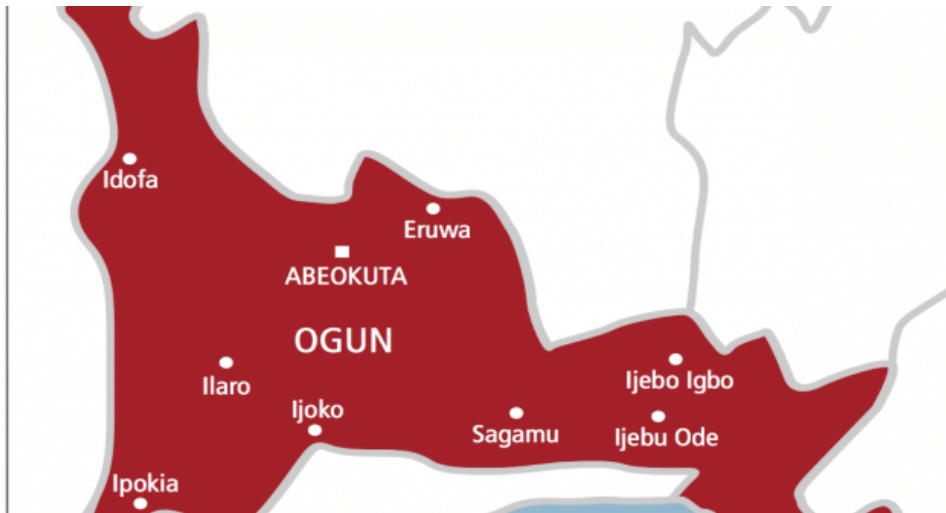 Idofa
Eruwa
ABEOKUTA
OGUN
Ilaro
Ijebo Igbo
Ijoko
Sagamu
Ijebu Ode
Ipokia